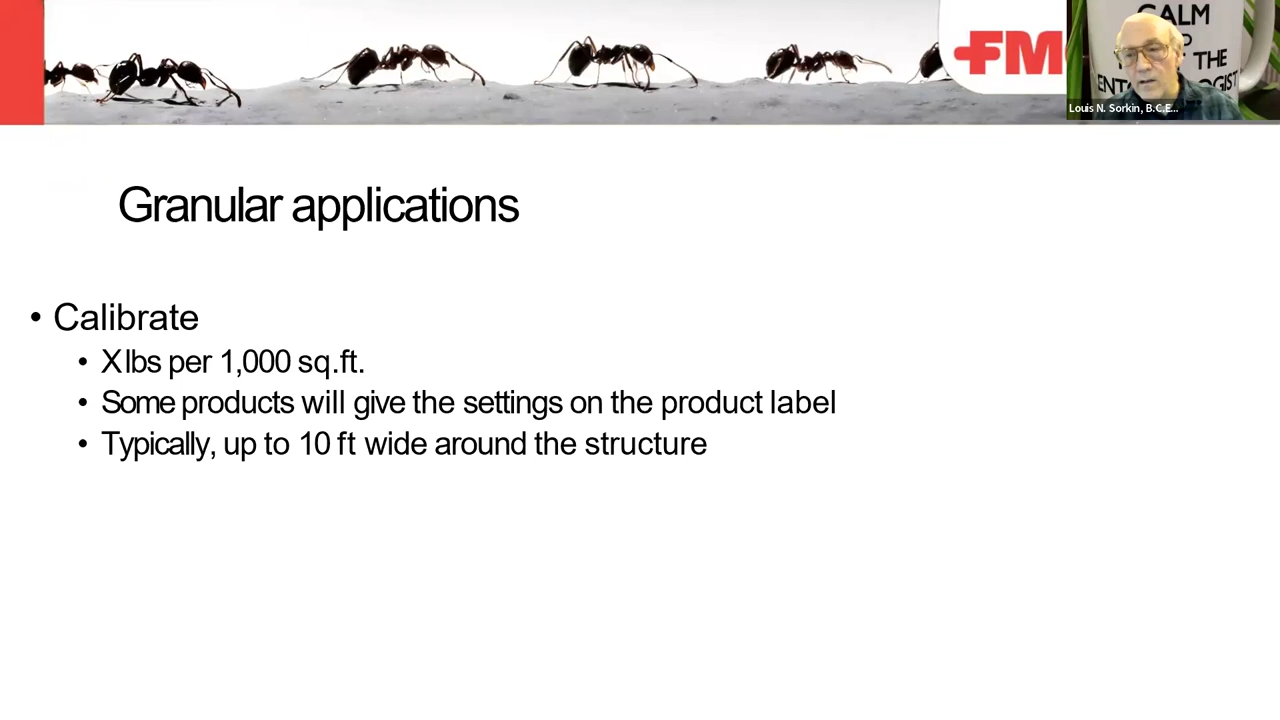 FM
CALM
THE
Louis N. Sorkin, B.C.E...
Granular applications
• Calibrate
• X lbs per 1,000 sq.ft.
• Some products will give the settings on the product label
• Typically, up to 10 ft wide around the structure